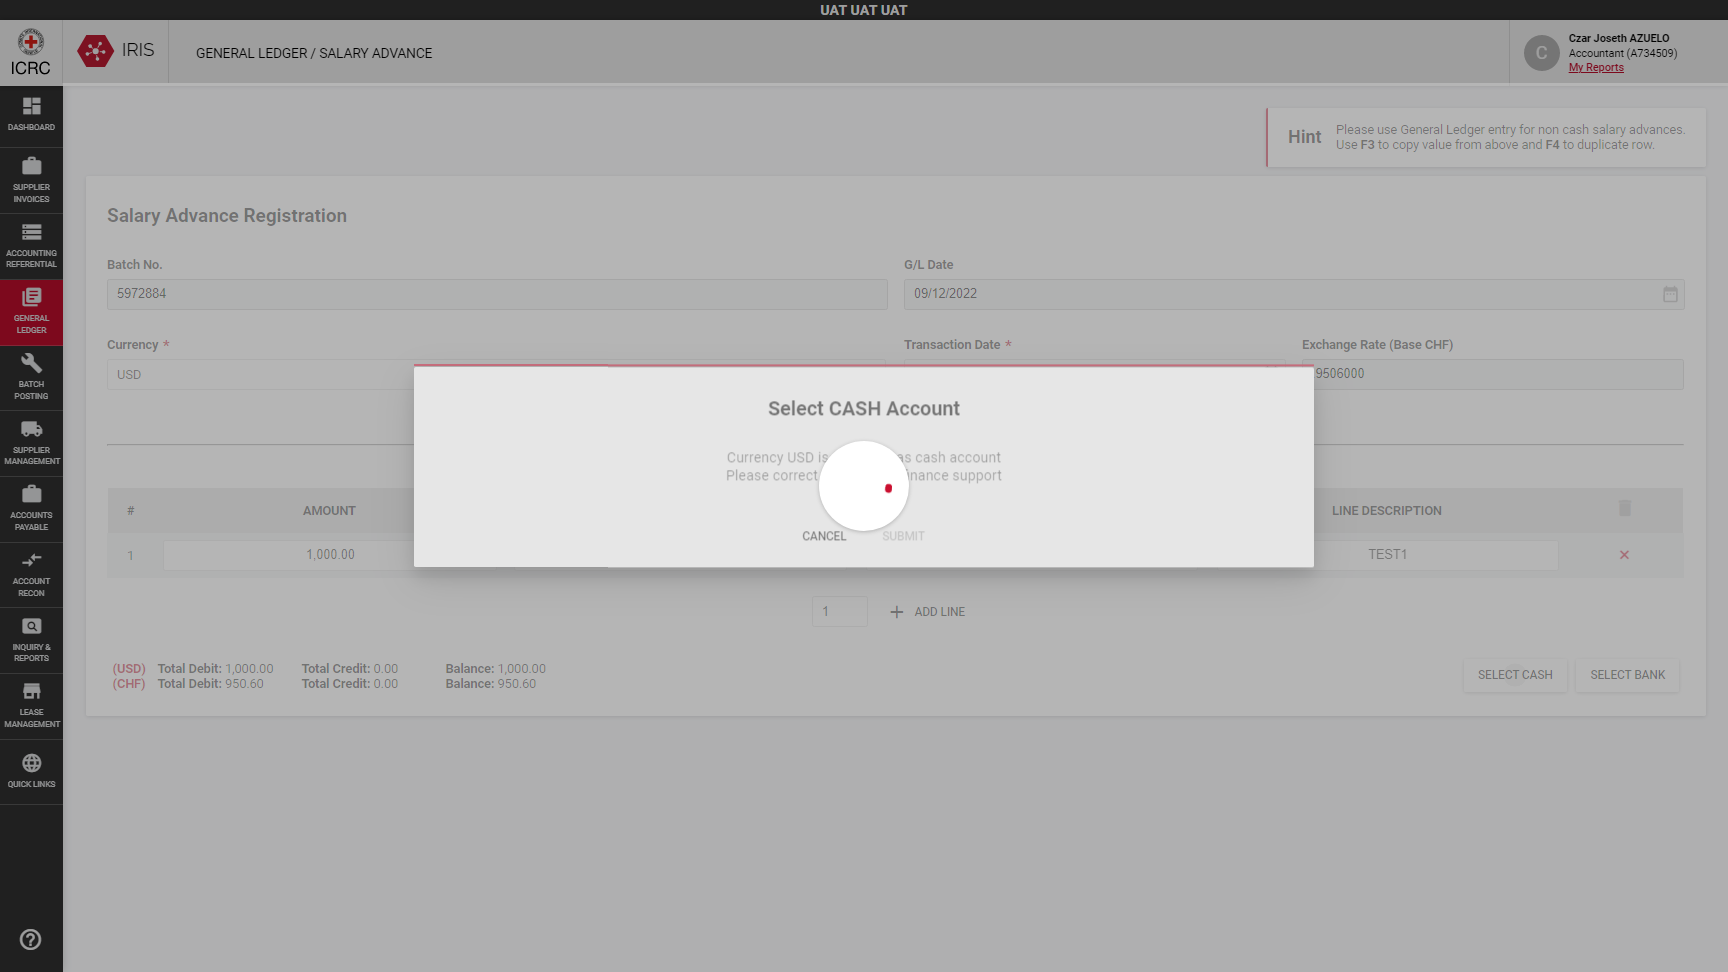 UAT UAT UAT
ICRC
IRIS
GENERAL LEDGER / SALARY ADVANCE
C
Czar Joseth AZUELO
Accountant (A734509)
My Reports
DASHBOARD
SUPPLIER
INVOICES
ACCOUNTING
REFERENTIAL
GENERAL
LEDGER
BATCH
POSTING
SUPPLIER
MANAGEMENT
ACCOUNTS
PAYABLE
ACCOUNT
RECON
INQUIRY &
REPORTS
LEASE
MANAGEMENT
QUICK LINKS
Hint
Please use General Ledger entry for non cash salary advances.
Use F3 to copy value from above and F4 to duplicate row.
Salary Advance Registration
Batch No.
G/L Date
5972884
09/12/2022
Currency *
Transaction Date *
Exchange Rate (Base CHF)
USD
9506000
Select CASH Account
Currency USD is as cash account
Please correct finance support
CANCEL
SUBMIT
#
AMOUNT
LINE DESCRIPTION
1
1,000.00
TEST1
1
ADD LINE
(USD) Total Debit: 1,000.00 Total Credit: 0.00 Balance: 1,000.00
(CHF) Total Debit: 950.60 Total Credit: 0.00 Balance: 950.60
SELECT CASH
SELECT BANK